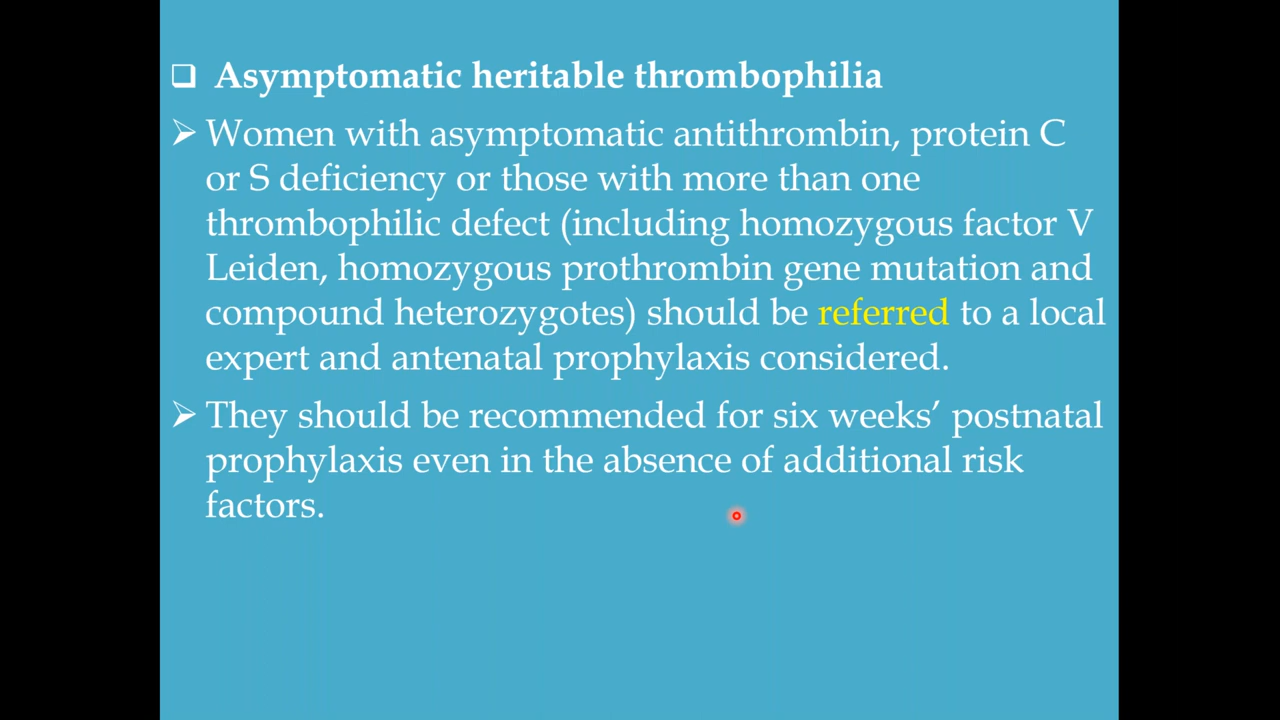 ❑ Asymptomatic heritable thrombophilia
➢ Women with asymptomatic antithrombin, protein C
or S deficiency or those with more than one
thrombophilic defect (including homozygous factor V
Leiden, homozygous prothrombin gene mutation and
compound heterozygotes) should be referred to a local
expert and antenatal prophylaxis considered.
➢ They should be recommended for six weeks’ postnatal
prophylaxis even in the absence of additional risk
factors.